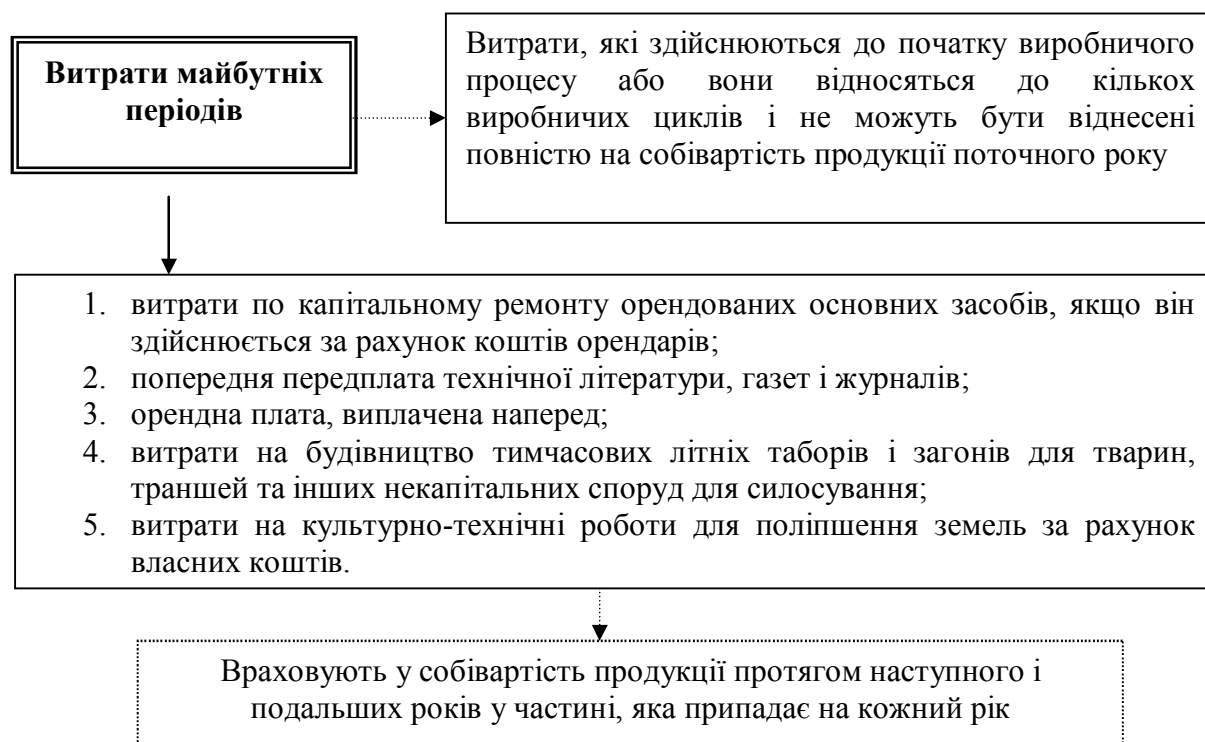 Витрати майбутніх
періодів
Витрати, які здійснюються до початку виробничого
процесу або вони відносяться до кількох
виробничих циклів і не можуть бути віднесені
повністю на собівартість продукції поточного року
1. витрати по капітальному ремонту орендованих основних засобів, якщо він
здійснюється за рахунок коштів орендарів;
2. попередня передплата технічної літератури, газет і журналів;
3. орендна плата, виплачена наперед;
4. витрати на будівництво тимчасових літніх таборів і загонів для тварин,
траншей та інших некапітальних споруд для силосування;
5. витрати на культурно-технічні роботи для поліпшення земель за рахунок
власних коштів.
Враховують у собівартість продукції протягом наступного і
подальших років у частині, яка припадає на кожний рік